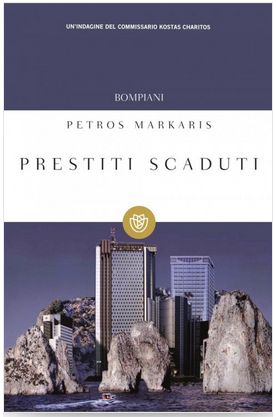 UN'INDAGINE DEL COMMISSARIO KOSTAS CHARITOS
BOMPIANI
PETROS MARKARIS
PRESTITI SCADUTI